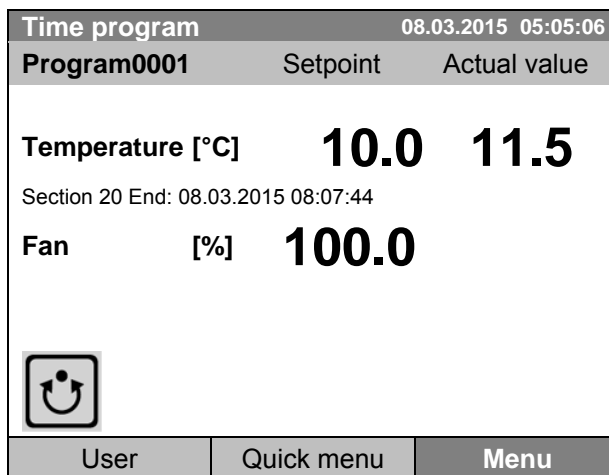 Time program 08.03.2015 05:05:06
Program0001 Setpoint Actual value
Temperature [°C] 10.0 11.5
Section 20 End: 08.03.2015 08:07:44
Fan [%] 100.0
User Quick menu Menu